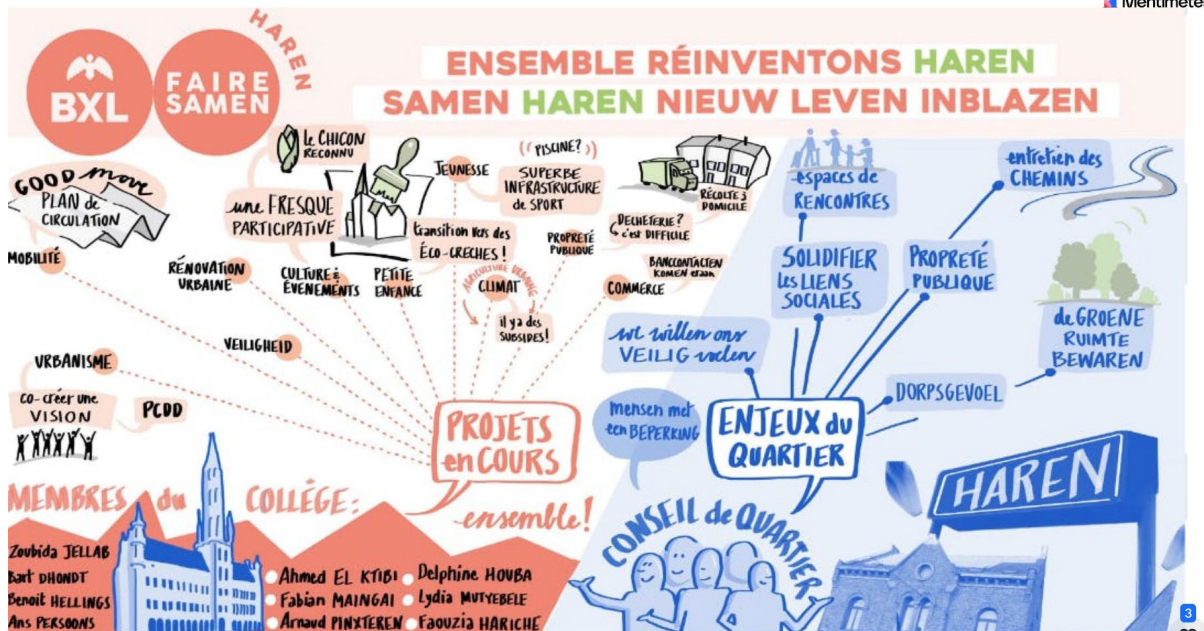 Mentimeter
BXL
FAIRE
SAMEN
HAREN
ENSEMBLE RÉINVENTONS HAREN
SAMEN HAREN NIEUW LEVEN INBLAZEN
GOOD move
PLAN de
CIRCULATION
MOBILITÉ
RÉNOVATION
URBAINE
Le CHICON
RECONNU
une FRESQUE
PARTICIPATIVE
CULTURE &
ÉVENEMENTS
JEUNESSE
((PISCINE?))
SUPERBE
INFRASTRUCTURE
de SPORT
transition vers des
ÉCO-CRECHES!
PETITE
ENFANCE
AGRICULTURE URBAINE
CLIMAT
il y a des
SUBSIDES!
RÉCOLTE à
DOMICILE
DECHETERIE?
c'est DIFFICILE
PROPRETÉ
PUBLIQUE
BANCCONTACTEN
KOMEN eraan
COMMERCE
VEILIGHEID
URBANISME
CO-CRÉER UNE
VISION
PCDD
PROJETS
en COURS
MEMBRES du COLLÈGE:
ensemble!
Zoubida JELLAB
Bart DHONDT
Benoit HELLINGS
Ans PERSOONS
Ahmed EL KTIBI
Fabian MAINGAI
Arnaud PINXTEREN
Delphine HOUBA
Lydia MUTYEBELE
Faouzia HARICHE
espaces de
RENCONTRES
SOLIDIFIER
Les LIENS
SOCIALES
entretien des
CHEMINS
PROPRETÉ
PUBLIQUE
de GROENE
RUIMTE
BEWAREN
we willen ons
VEILIG voelen
DORPSGEVOEL
mensen met
een BEPERKING
ENJEUX du
QUARTIER
CONSEIL de QUARTIER
HAREN
3